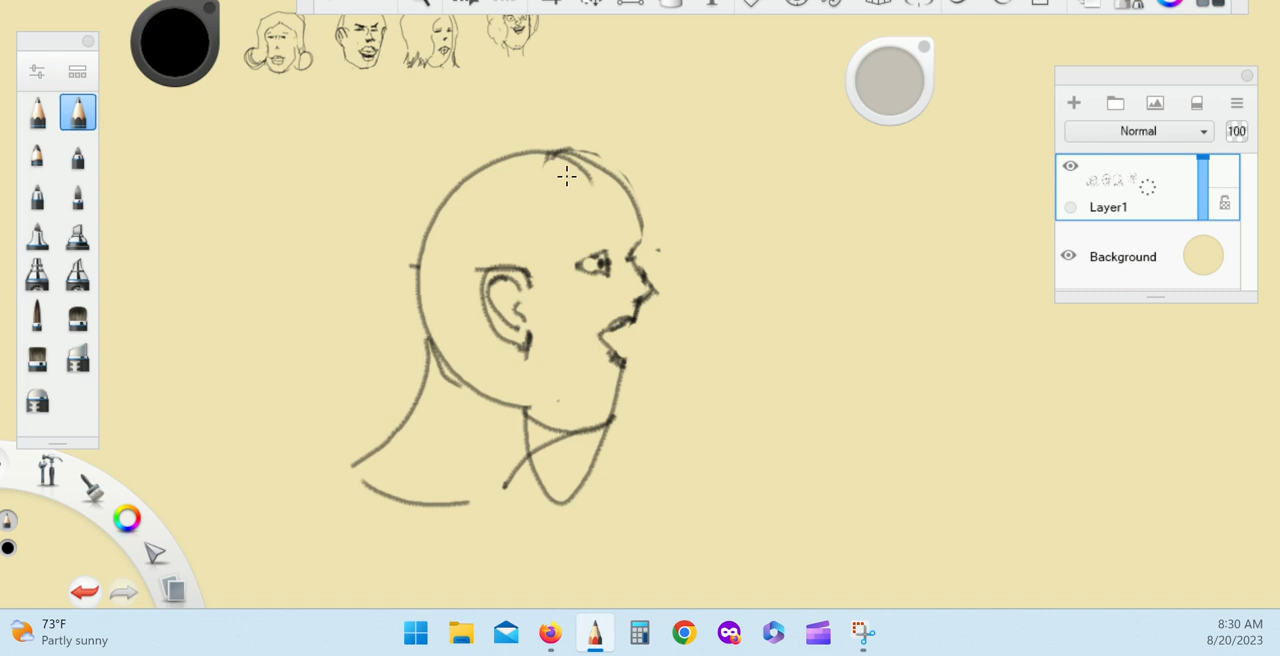 Normal
100
Layer1
Background
73°F
Partly sunny
8:30 AM
8/20/2023